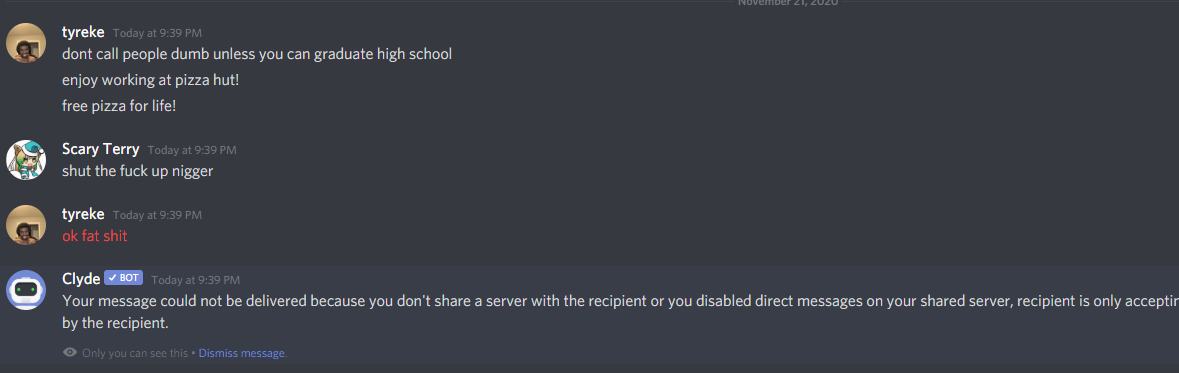 November 21, 2020
tyreke Today at 9:39 PM
dont call people dumb unless you can graduate high school
enjoy working at pizza hut!
free pizza for life!
Scary Terry Today at 9:39 PM
shut the fuck up nigger
tyreke Today at 9:39 PM
ok fat shit
Clyde ✓ BOT Today at 9:39 PM
Your message could not be delivered because you don't share a server with the recipient or you disabled direct messages on your shared server, recipient is only
by the recipient.
Only you can see this • Dismiss message.